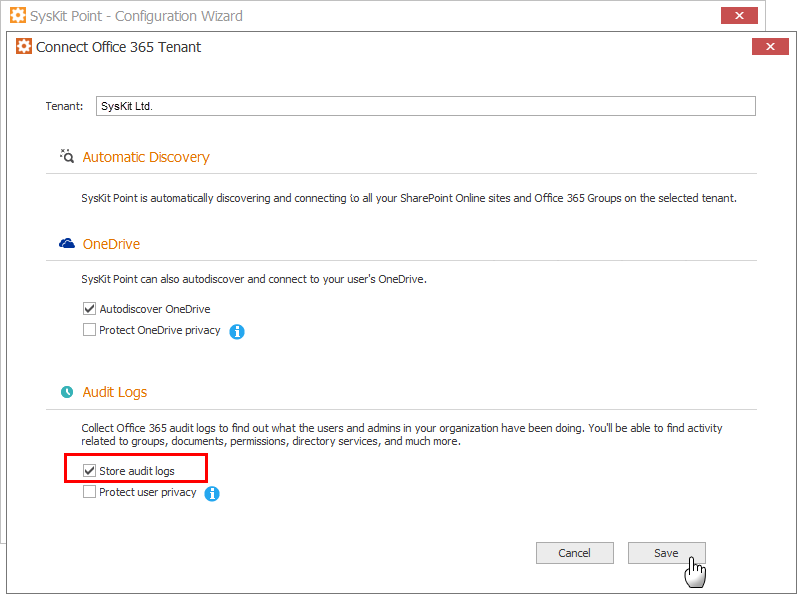 SysKit Point - Configuration Wizard
Connect Office 365 Tenant
Tenant: SysKit Ltd.
Automatic Discovery
SysKit Point is automatically discovering and connecting to all your SharePoint Online sites and Office 365 Groups on the selected tenant.
OneDrive
SysKit Point can also autodiscover and connect to your user's OneDrive.
Autodiscover OneDrive
Protect OneDrive privacy
Audit Logs
Collect Office 365 audit logs to find out what the users and admins in your organization have been doing. You'll be able to find activity
related to groups, documents, permissions, directory services, and much more.
Store audit logs
Protect user privacy
Cancel Save